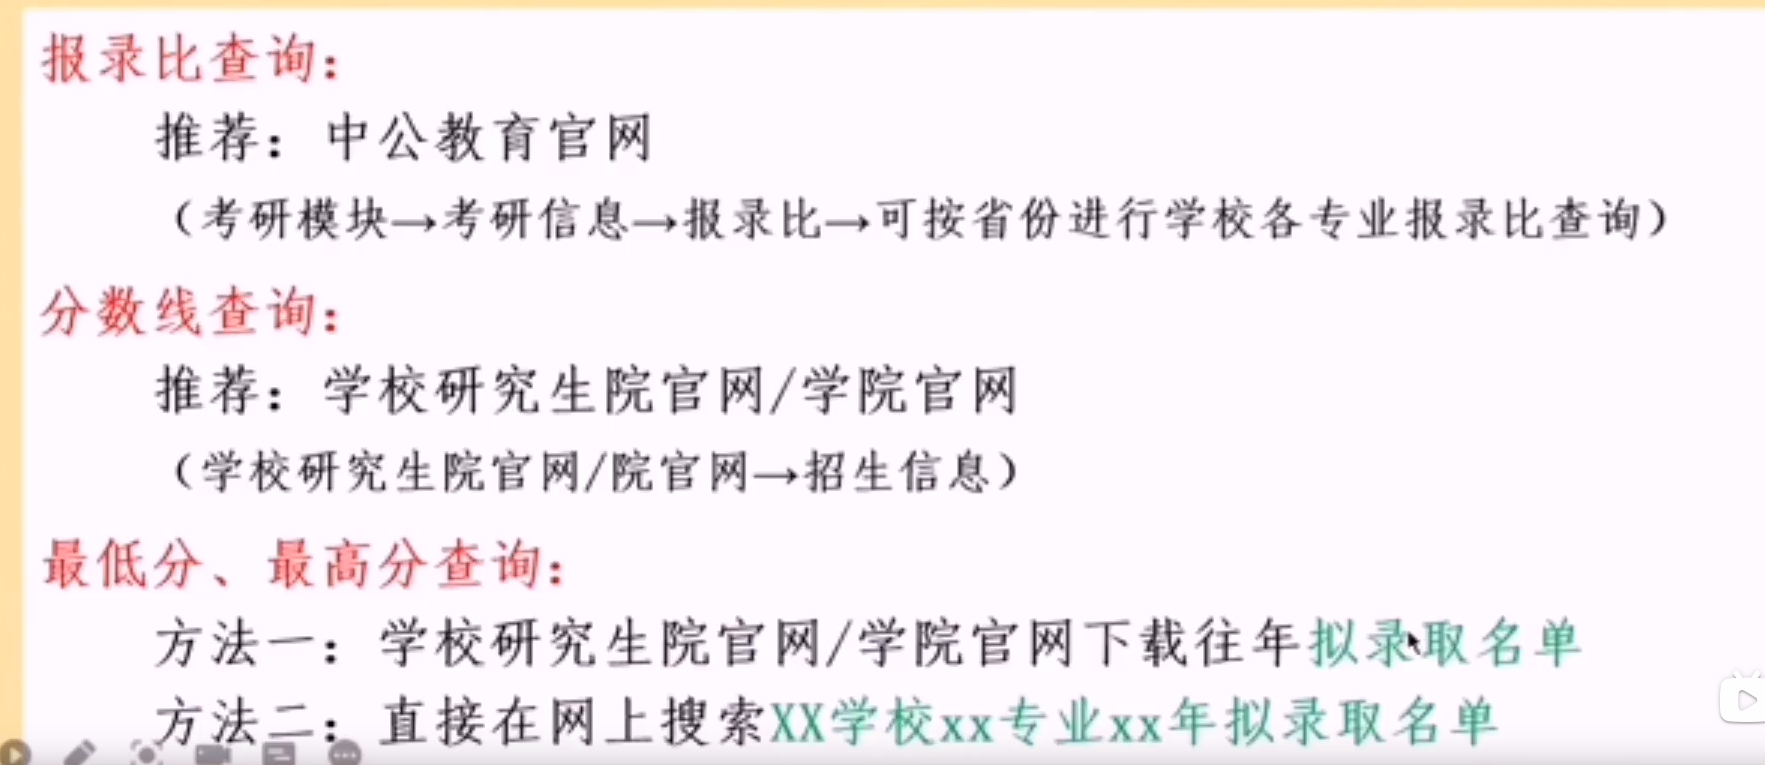 报录比查询：
推荐：中公教育官网
（考研模块→考研信息→报录比→可按省份进行学校各专业报录比查询）
分数线查询：
推荐：学校研究生院官网/学院官网
（学校研究生院官网/院官网→招生信息）
最低分、最高分查询：
方法一：学校研究生院官网/学院官网下载往年拟录取名单
方法二：直接在网上搜索XX学校xx专业xx年拟录取名单